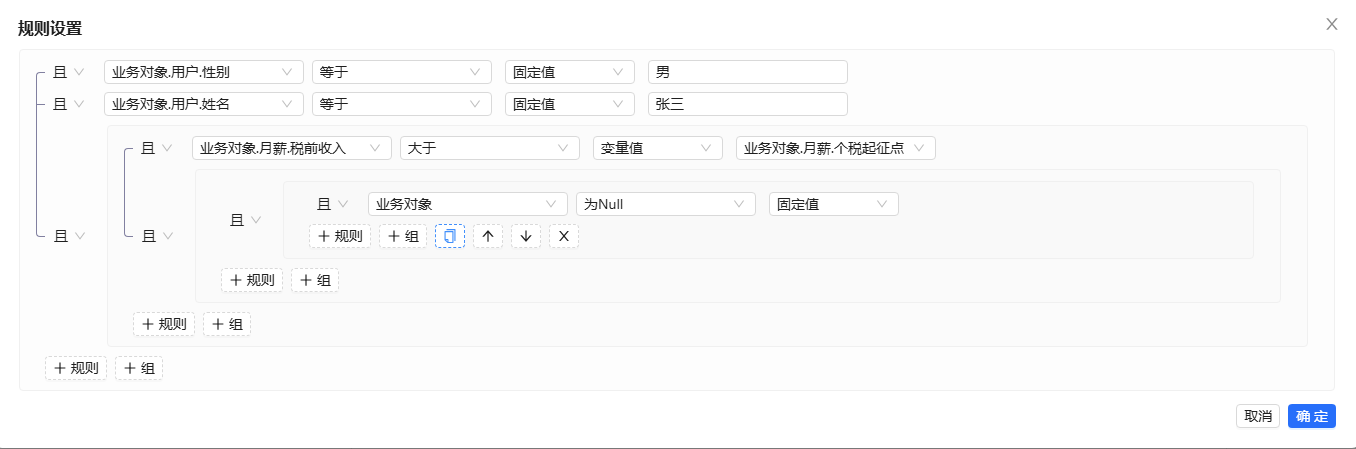 规则设置
且 业务对象.用户.性别 等于 固定值 男
且 业务对象.用户.姓名 等于 固定值 张三
且 业务对象.月薪.税前收入 大于 变量值 业务对象.月薪.个税起征点
且 业务对象 为Null 固定值
且
且 且 + 规则 + 组
+ 规则 + 组
+ 规则 + 组
+ 规则 + 组
取消 确定